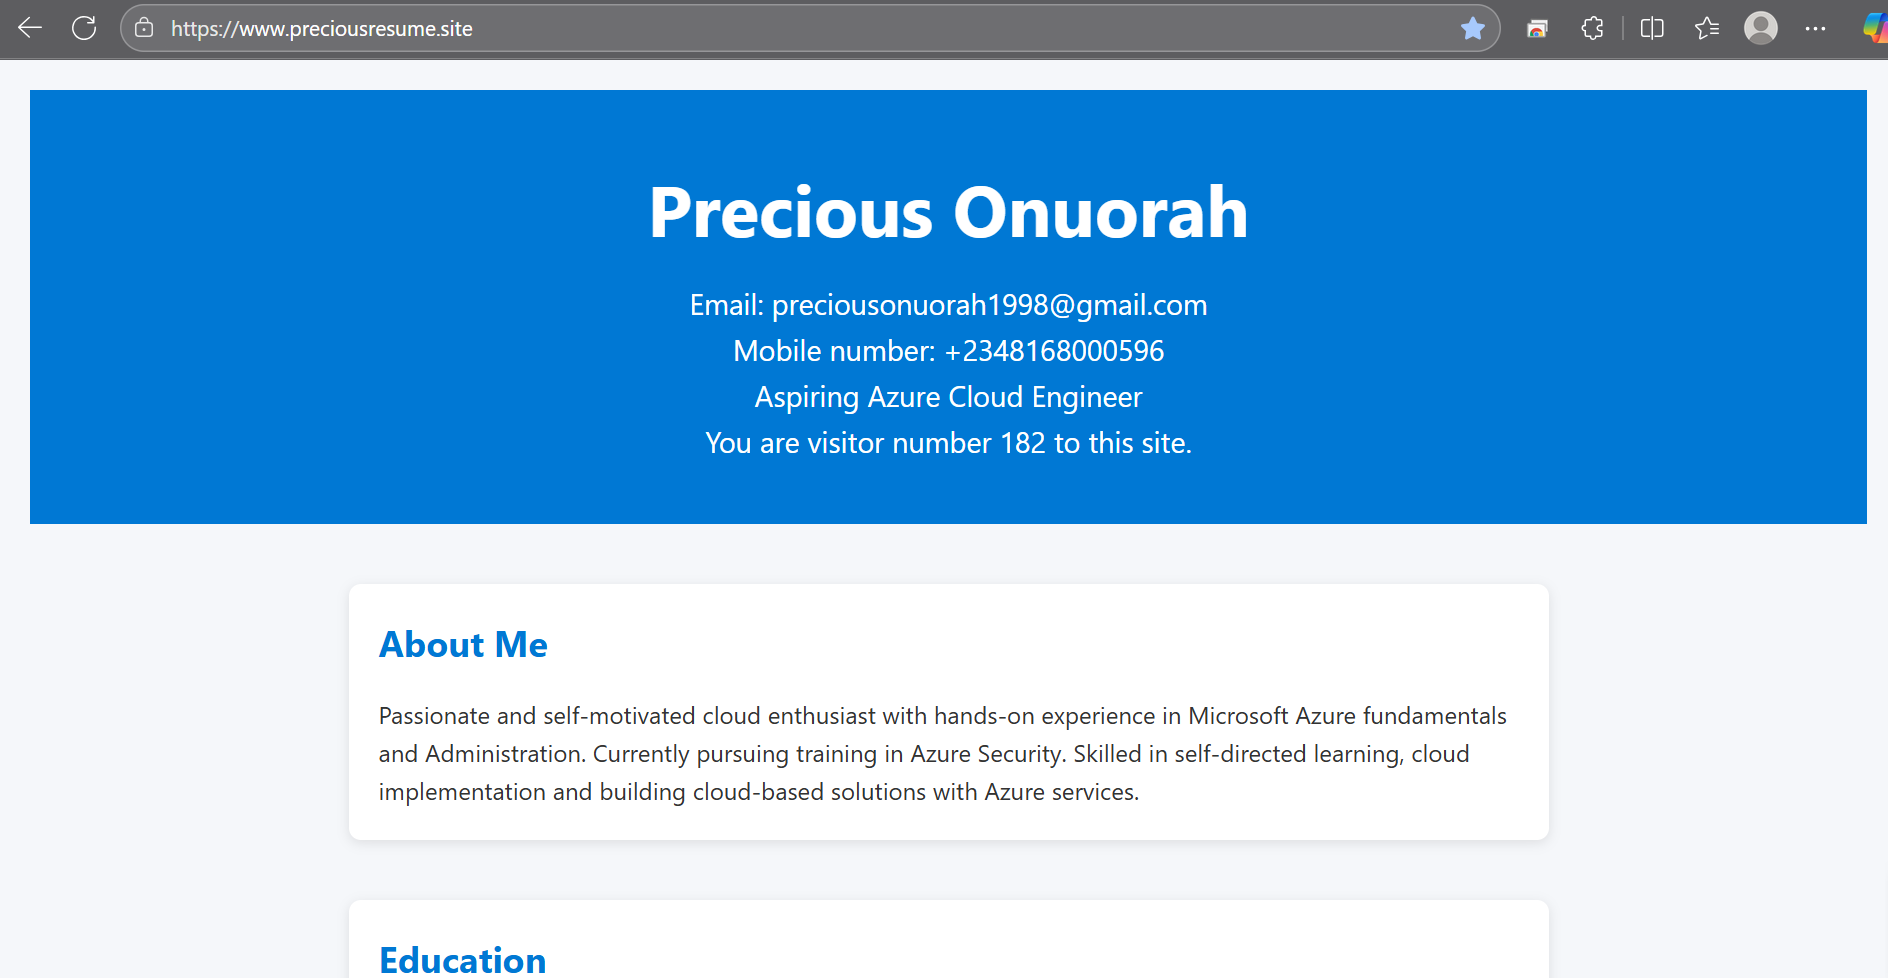 https://www.preciousresume.site
Precious Onuorah
Email: preciousonuorah1998@gmail.com
Mobile number: +2348168000596
Aspiring Azure Cloud Engineer
You are visitor number 182 to this site.
About Me
Passionate and self-motivated cloud enthusiast with hands-on experience in Microsoft Azure fundamentals
and Administration. Currently pursuing training in Azure Security. Skilled in self-directed learning, cloud
implementation and building cloud-based solutions with Azure services.
Education